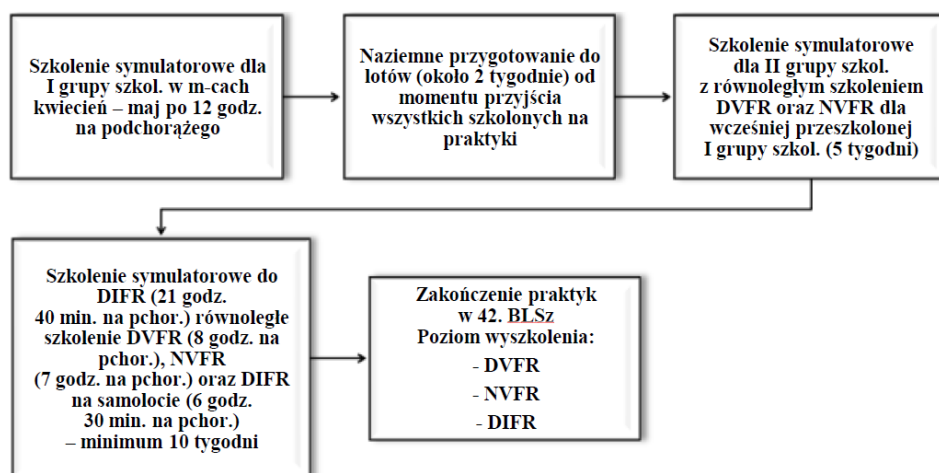 Szkolenie symulatorowe dla
I grupy szkol. w m-cach
kwiecień – maj po 12 godz.
na podchorążego
Naziemne przygotowanie do
lotów (około 2 tygodnie) od
momentu przyjścia
wszystkich szkolonych na
praktyki
Szkolenie symulatorowe
dla II grupy szkol.
z równoległym szkoleniem
DVFR oraz NVFR dla
wcześniej przeszkolonej
I grupy szkol. (5 tygodni)
Szkolenie symulatorowe do
DIFR (21 godz.
40 min. na pchor.) równoległe
szkolenie DVFR (8 godz. na
pchor.), NVFR
(7 godz. na pchor.) oraz DIFR
na samolocie (6 godz.
30 min. na pchor.)
– minimum 10 tygodni
Zakończenie praktyk
w 42. BLSz
Poziom wyszkolenia:
- DVFR
- NVFR
- DIFR